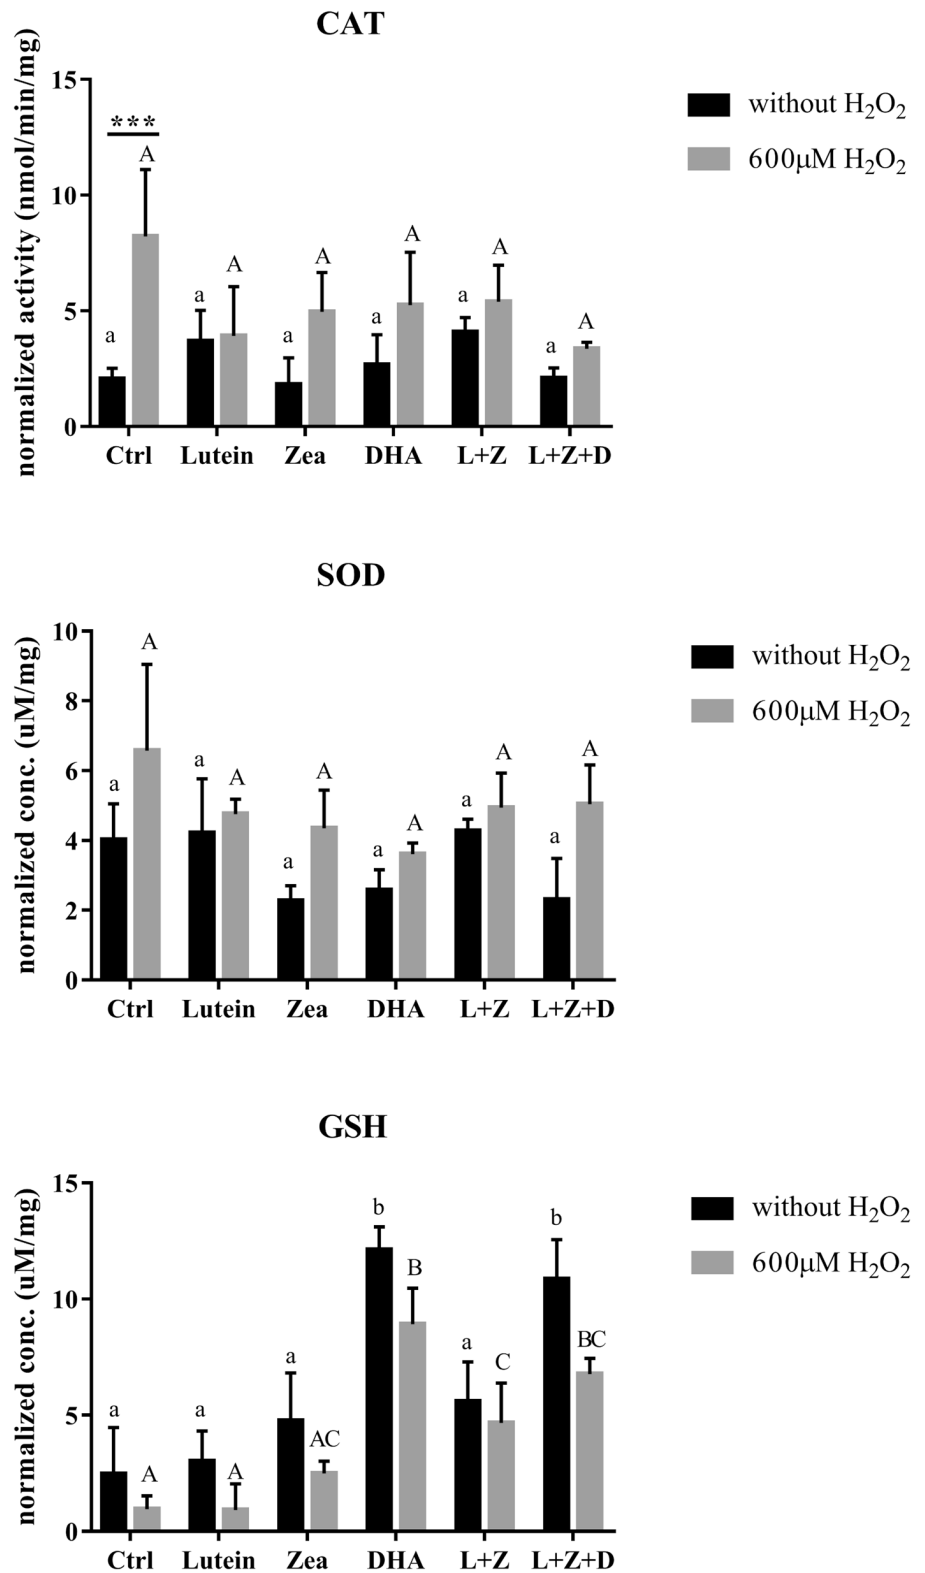 CAT
normalized activity (nmol/min/mg)
15
10
5
0
***
a A a A a A a A a A a A
Ctrl Lutein Zea DHA L+Z L+Z+D
without H₂O₂
600μM H₂O₂
SOD
normalized conc. (uM/mg)
10
8
6
4
2
0
a A a A a A a A a A a A
Ctrl Lutein Zea DHA L+Z L+Z+D
without H₂O₂
600μM H₂O₂
GSH
normalized conc. (uM/mg)
15
10
5
0
a A a A a AC b B a C b BC
Ctrl Lutein Zea DHA L+Z L+Z+D
without H₂O₂
600μM H₂O₂